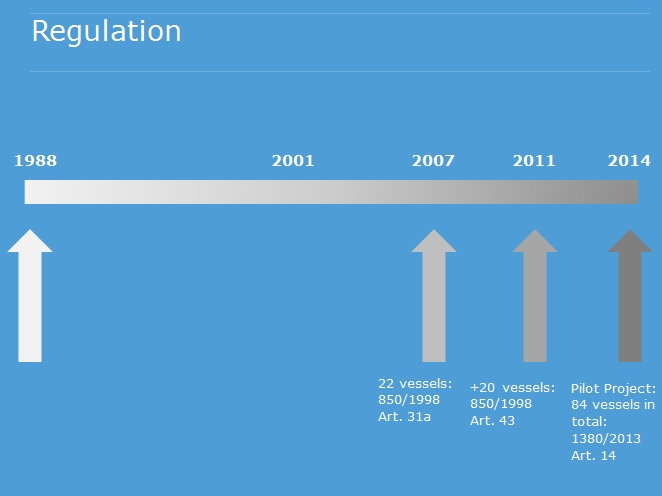 Regulation
1988 2001 2007 2011 2014
22 vessels:
850/1998
Art. 31a
+20 vessels:
850/1998
Art. 43
Pilot Project:
84 vessels in
total:
1380/2013
Art. 14